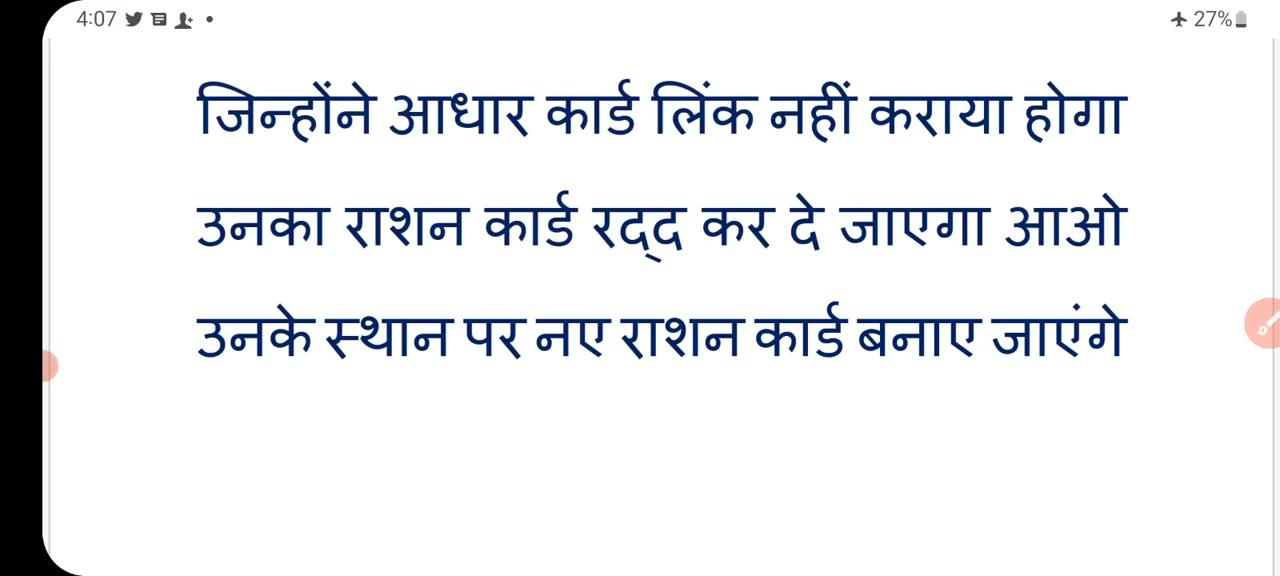 4:07
27%
जिन्होंने आधार कार्ड लिंक नहीं कराया होगा
उनका राशन कार्ड रद्‌द कर दे जाएगा आओ
उनके स्थान पर नए राशन कार्ड बनाए जाएंगे